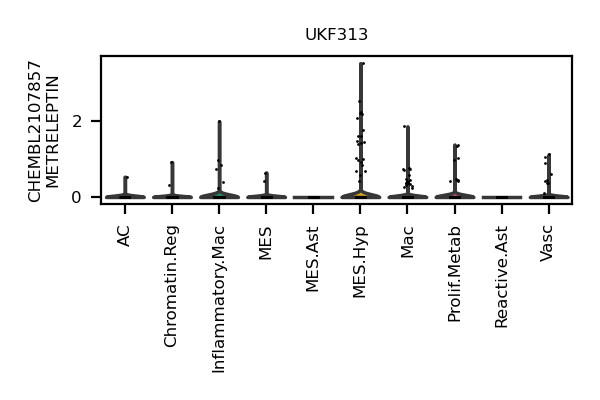 UKF313
CHEMBL2107857
METRELEPTIN
2
0
AC
Chromatin.Reg
Inflammatory.Mac
MES
MES.Ast
MES.Hyp
Mac
Prolif.Metab
Reactive.Ast
Vasc